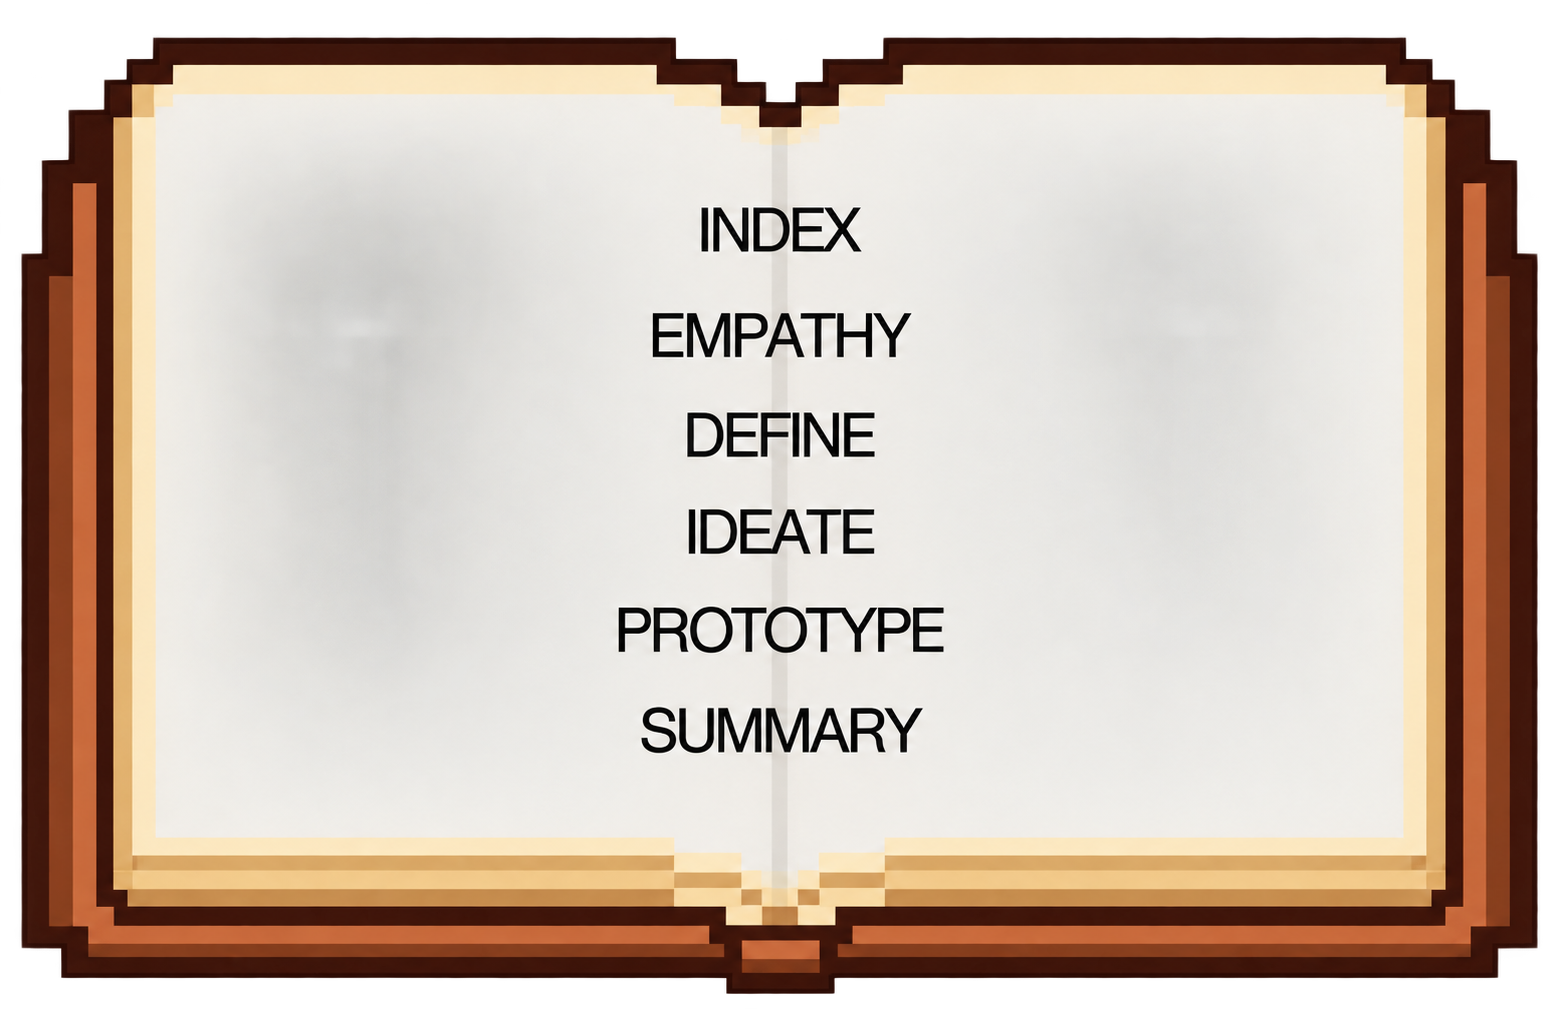 INDEX
EMPATHY
DEFINE
IDEATE
PROTOTYPE
SUMMARY